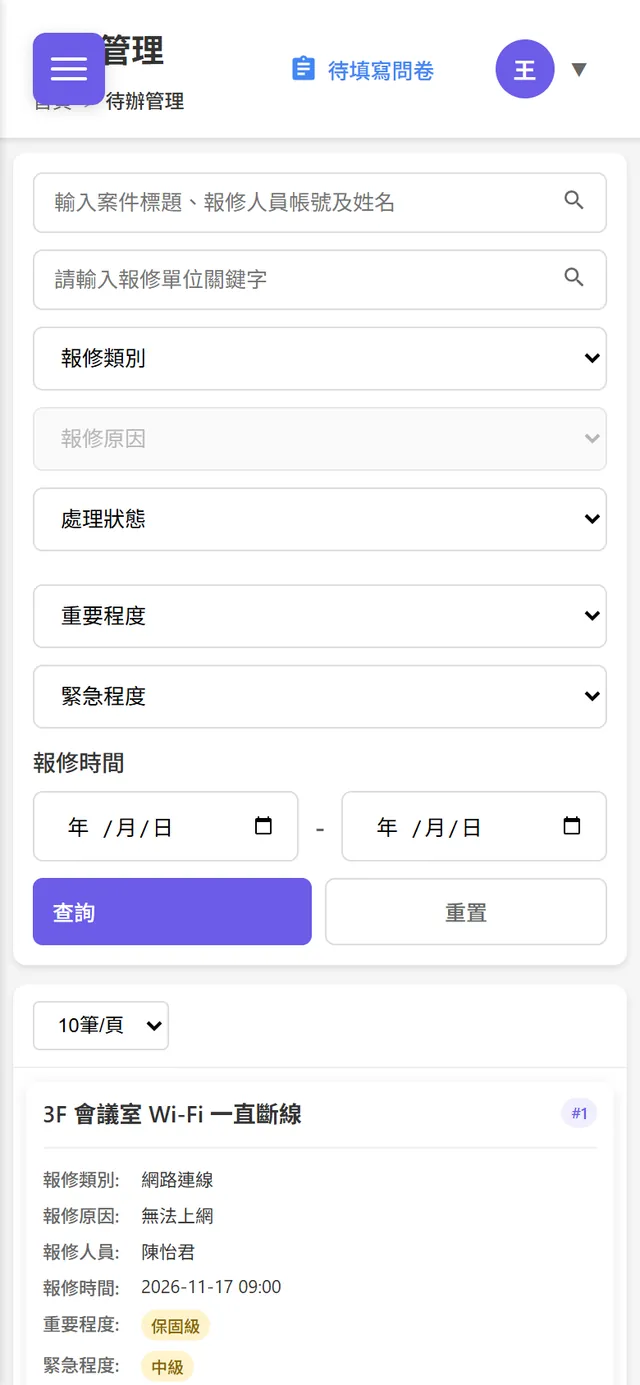 管理
待填寫問卷
王
首頁 > 待辦管理
輸入案件標題、報修人員帳號及姓名
請輸入報修單位關鍵字
報修類別
報修原因
處理狀態
重要程度
緊急程度
報修時間
年 /月/日 - 年 /月/日
查詢 重置
10筆/頁
3F 會議室 Wi-Fi 一直斷線 #1
報修類別: 網路連線
報修原因: 無法上網
報修人員: 陳怡君
報修時間: 2026-11-17 09:00
重要程度: 保固級
緊急程度: 中級